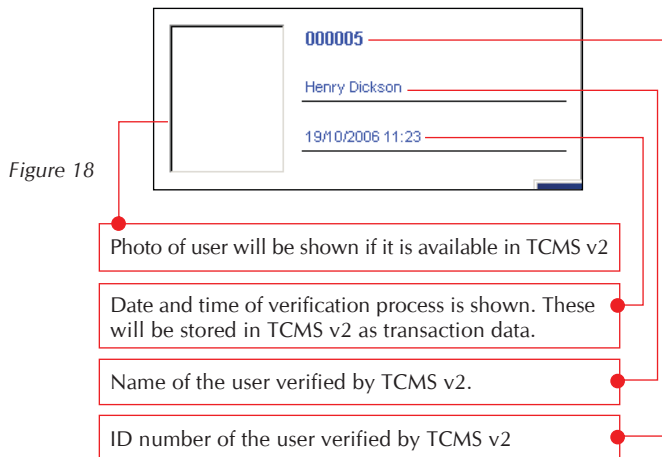 000005
Henry Dickson
19/10/2006 11:23
Figure 18
Photo of user will be shown if it is available in TCMS v2
Date and time of verification process is shown. These
will be stored in TCMS v2 as transaction data.
Name of the user verified by TCMS v2.
ID number of the user verified by TCMS v2